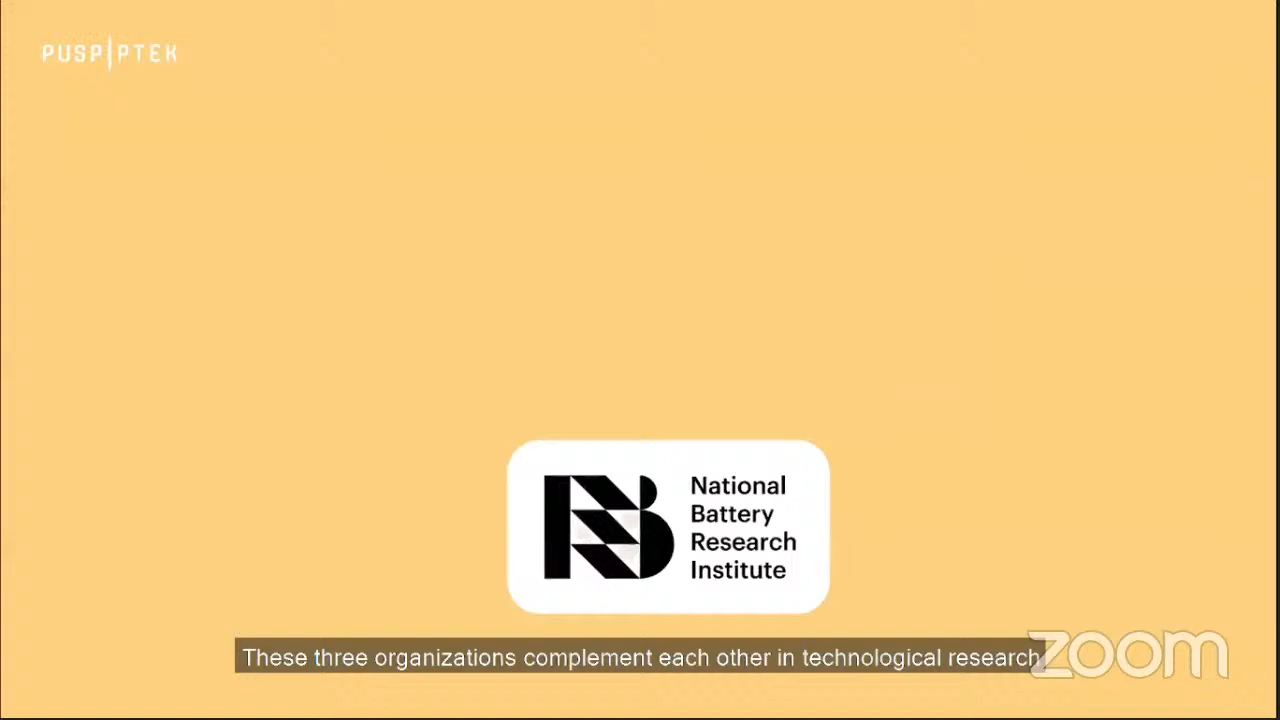 PUSPIPTEK
National
Battery
Research
Institute
These three organizations complement each other in technological research
zoom